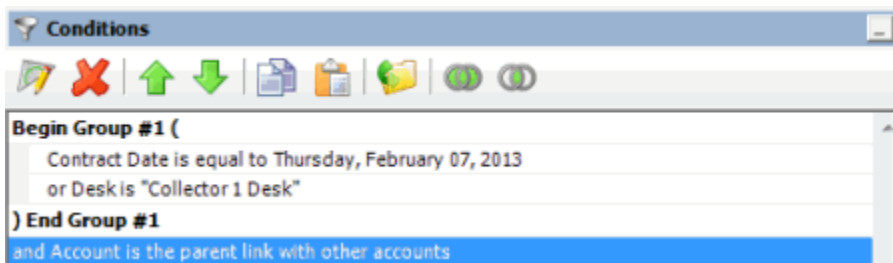 Conditions
Begin Group #1 (
Contract Date is equal to Thursday, February 07, 2013
or Desk is "Collector 1 Desk"
) End Group #1
and Account is the parent link with other accounts